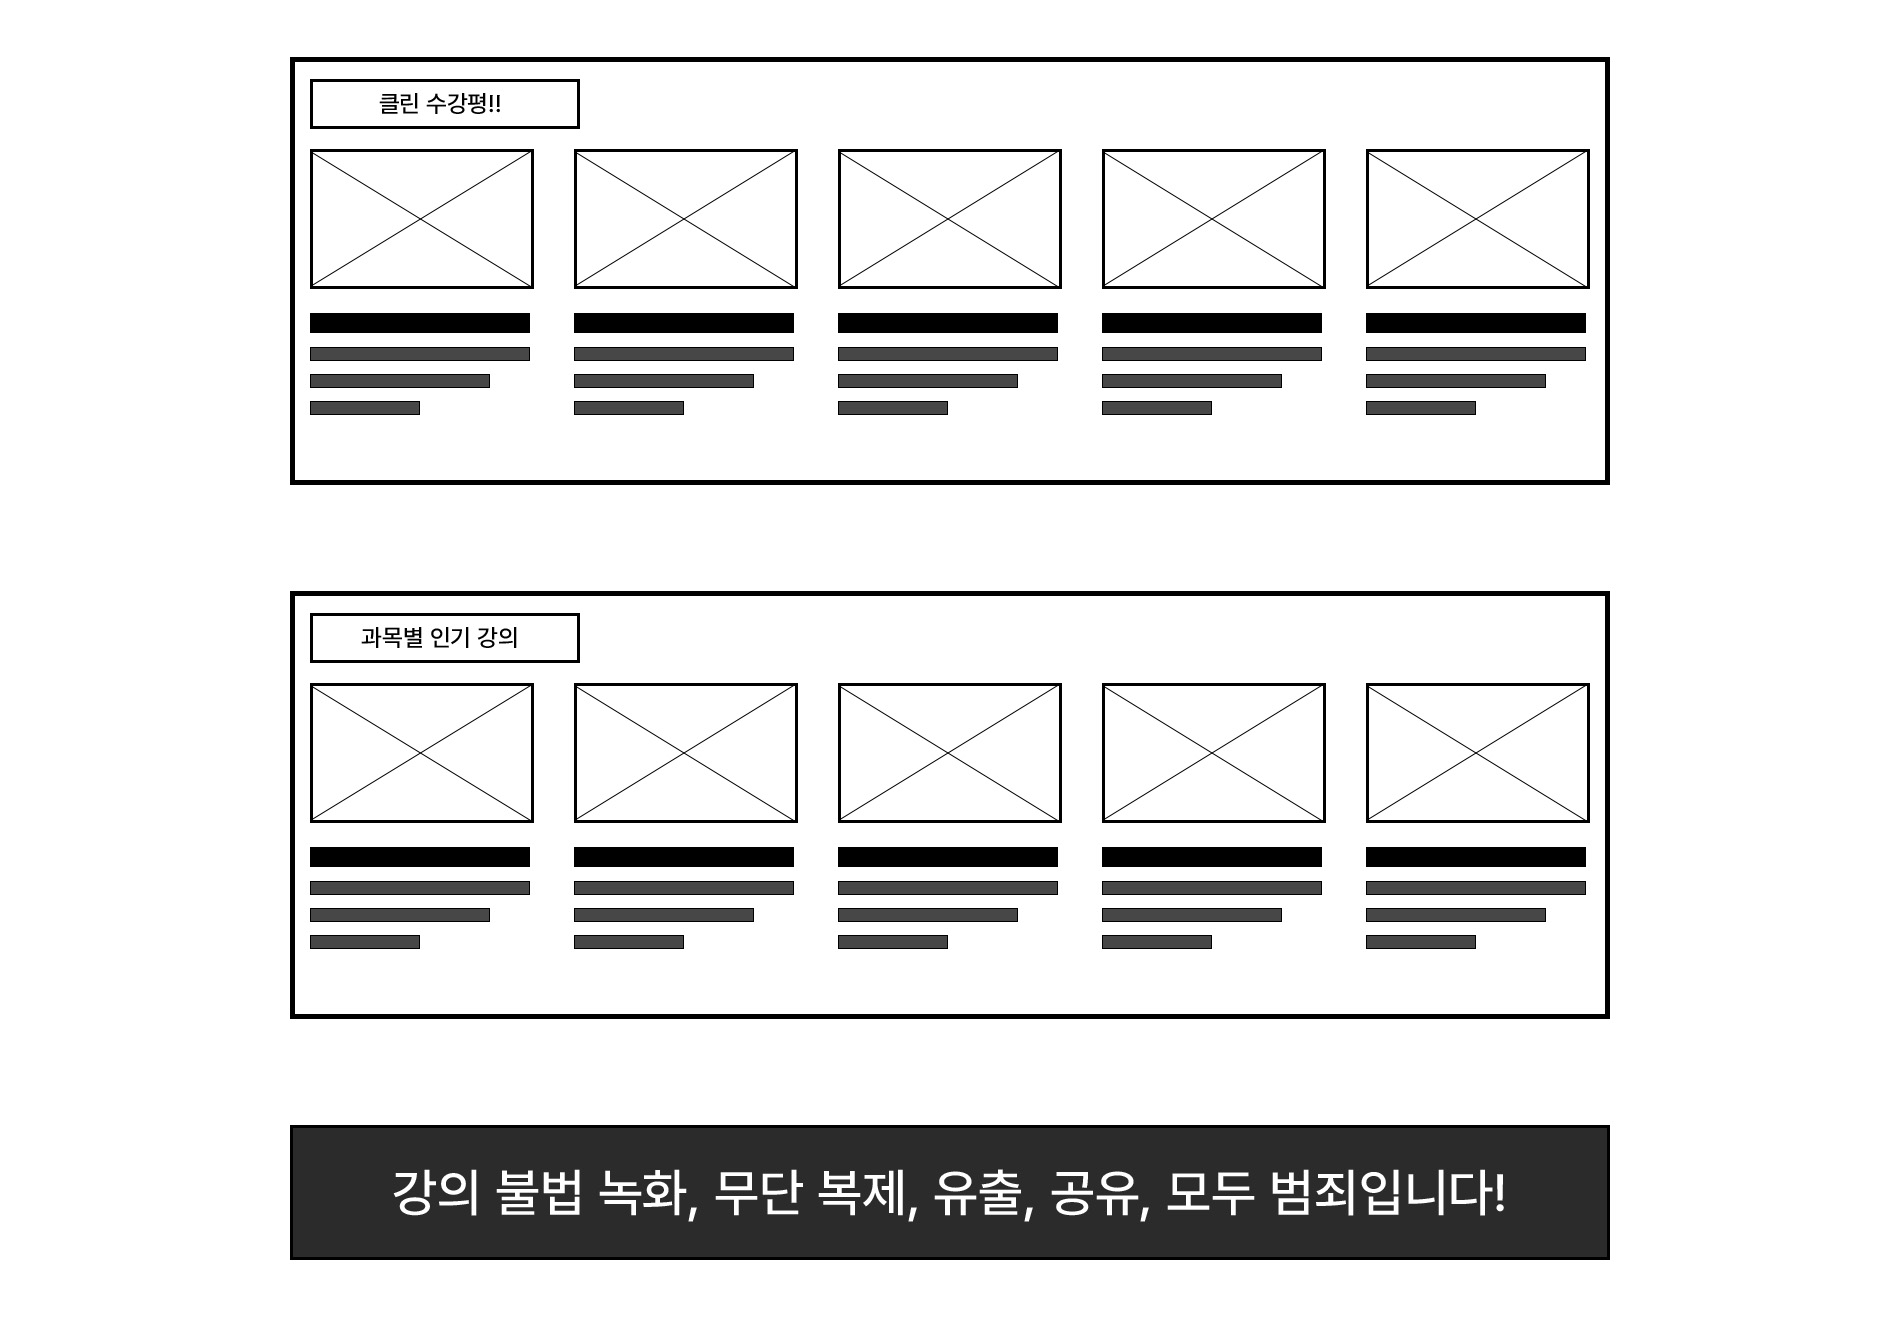 클린 수강평!!
과목별 인기 강의
강의 불법 녹화, 무단 복제, 유출, 공유, 모두 범죄입니다!